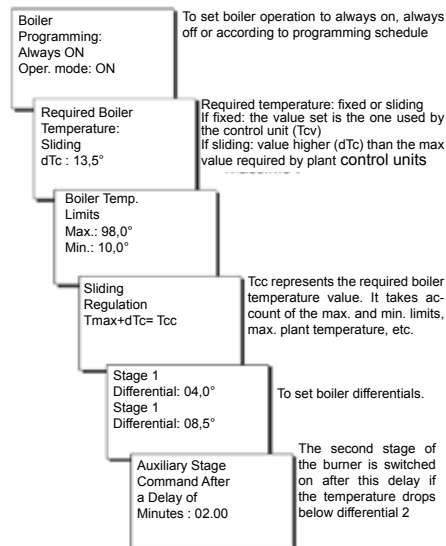 Boiler
Programming:
Always ON
Oper. mode: ON
To set boiler operation to always on, always
off or according to programming schedule
Required Boiler
Temperature:
Sliding
dTc : 13,5°
Required temperature: fixed or sliding
If fixed: the value set is the one used by
the control unit (Tcv)
If sliding: value higher (dTc) than the max
value required by plant control units
Boiler Temp.
Limits
Max.: 98,0°
Min.: 10,0°
Sliding
Regulation
Tmax+dTc= Tcc
Tcc represents the required boiler
temperature value. It takes ac-
count of the max. and min. limits,
max. plant temperature, etc.
Stage 1
Differential: 04,0°
Stage 1
Differential: 08,5°
To set boiler differentials.
Auxiliary Stage
Command After
a Delay of
Minutes : 02.00
The second stage of
the burner is switched
on after this delay if
the temperature drops
below differential 2